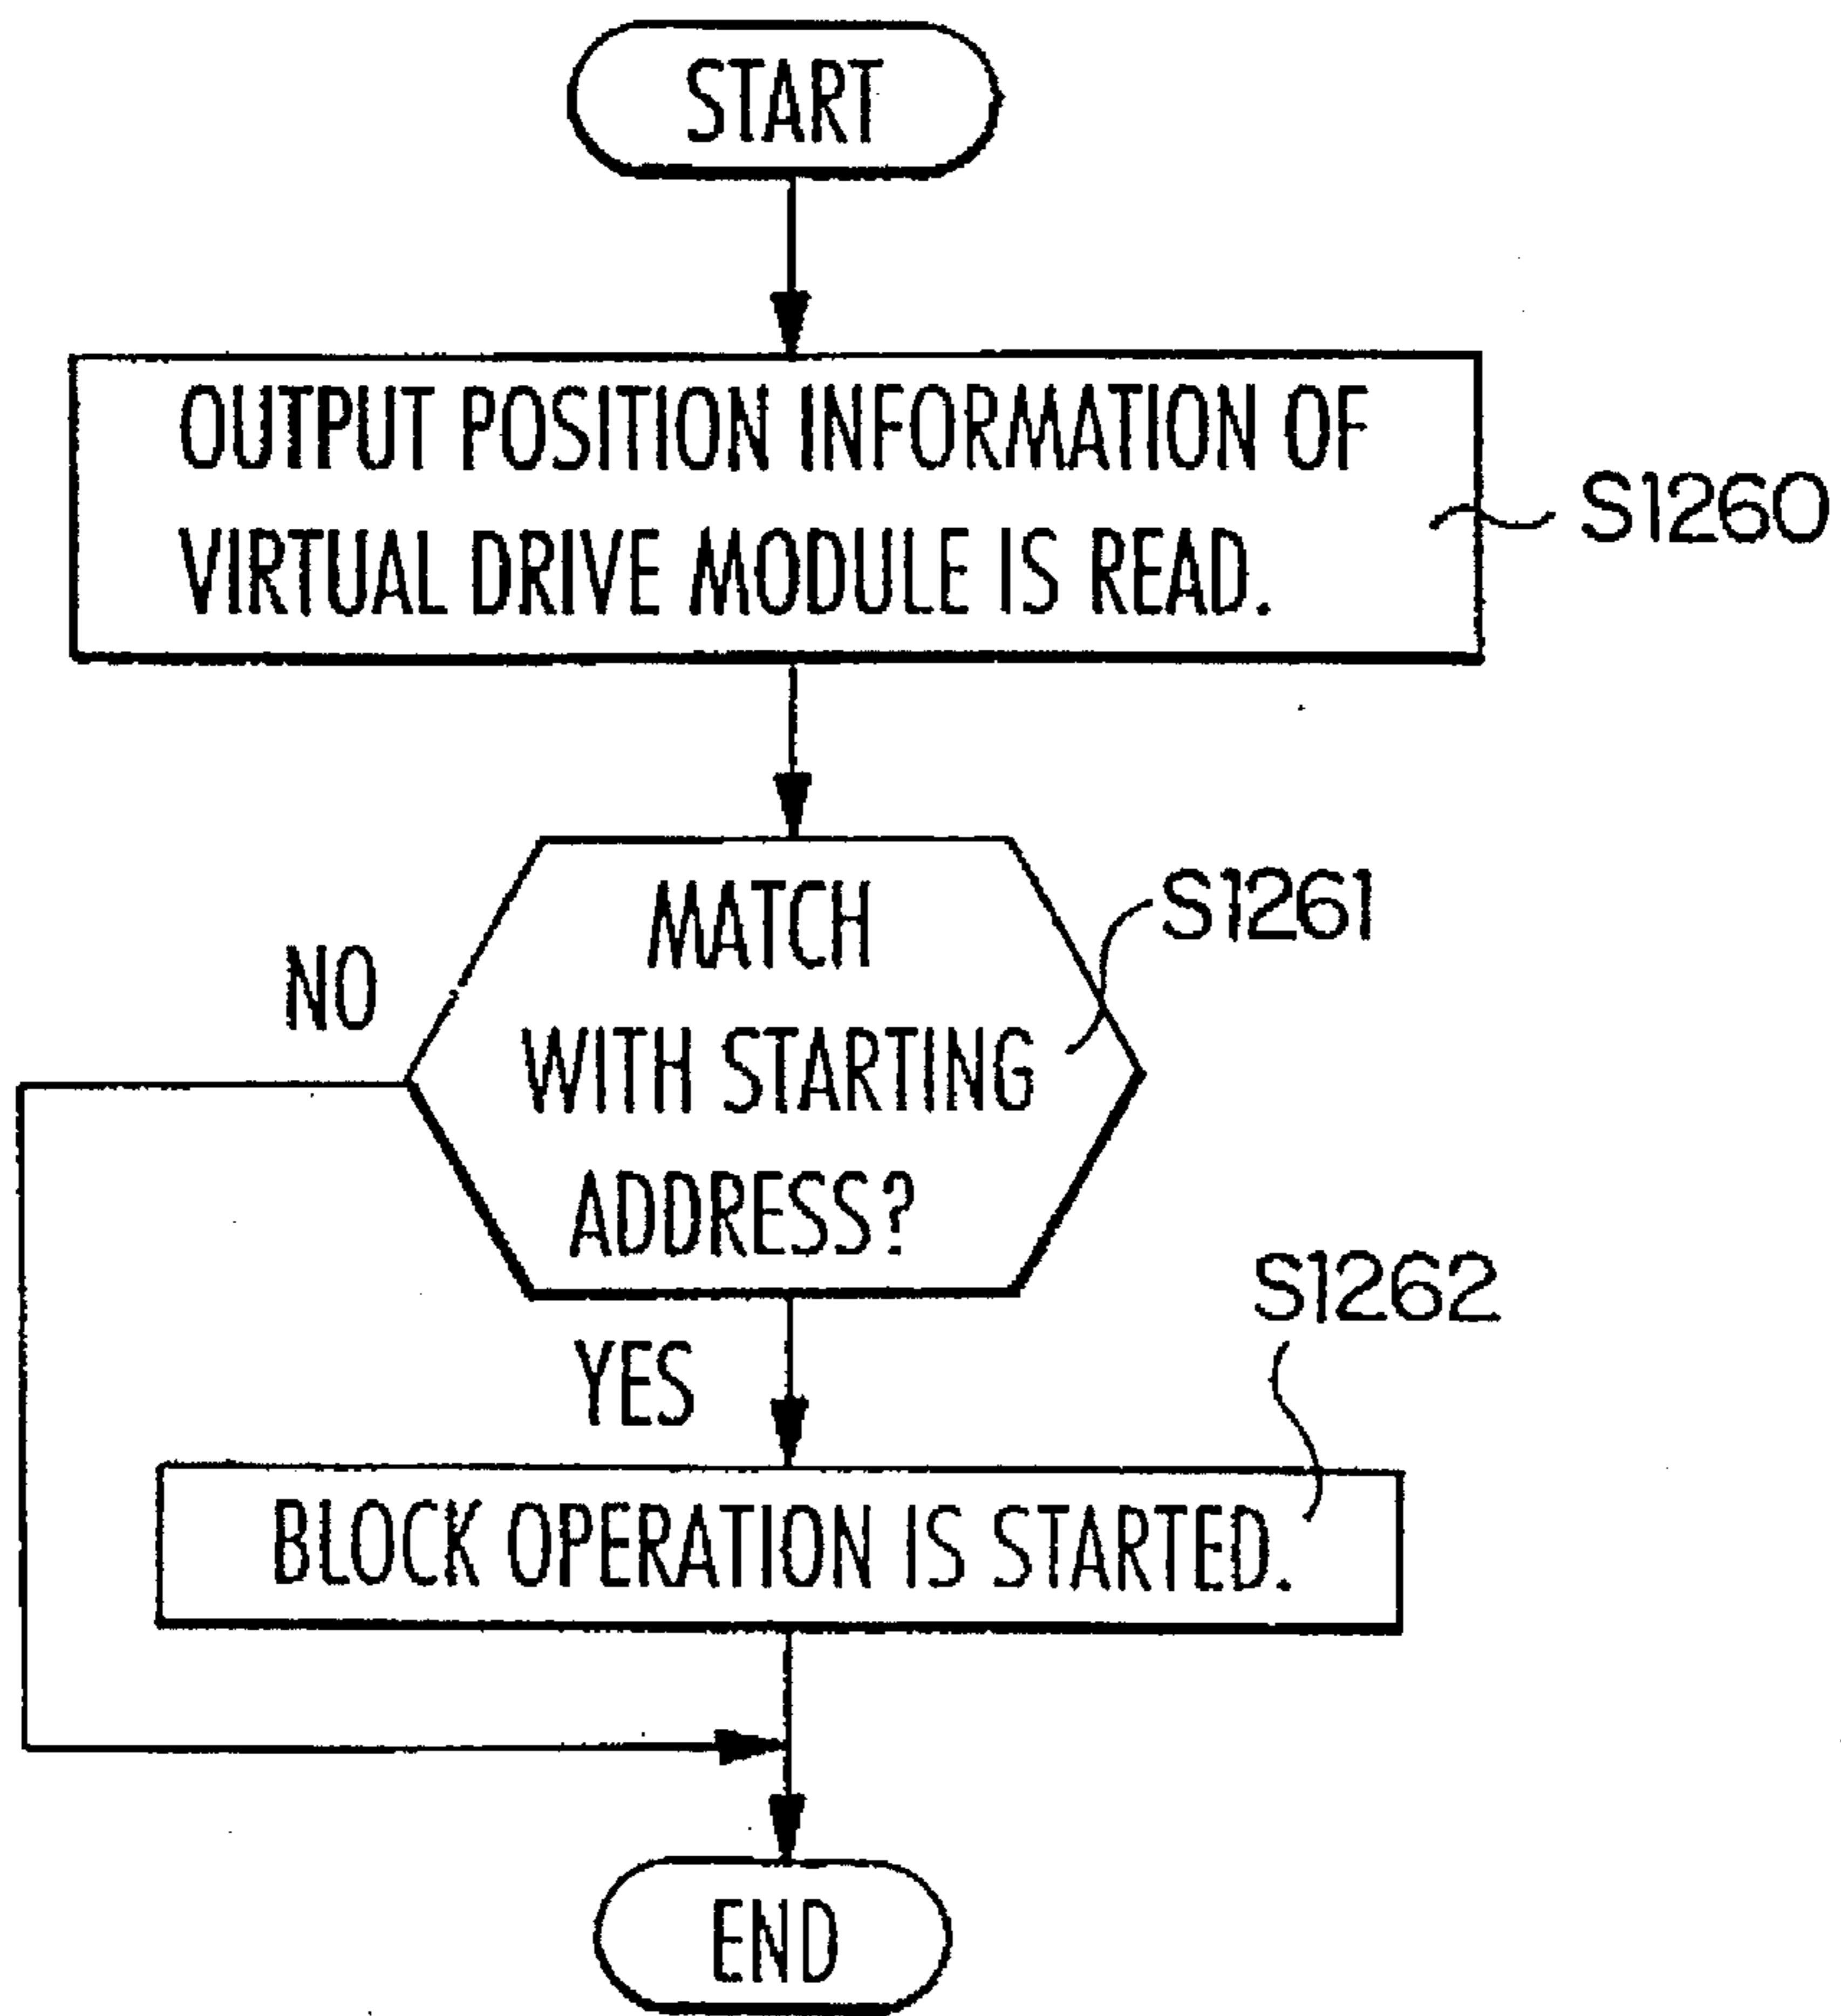 START
OUTPUT POSITION INFORMATION OF
VIRTUAL DRIVE MODULE IS READ.
S1260
MATCH
WITH STARTING
ADDRESS?
S1261
NO
YES
S1262
BLOCK OPERATION IS STARTED.
END